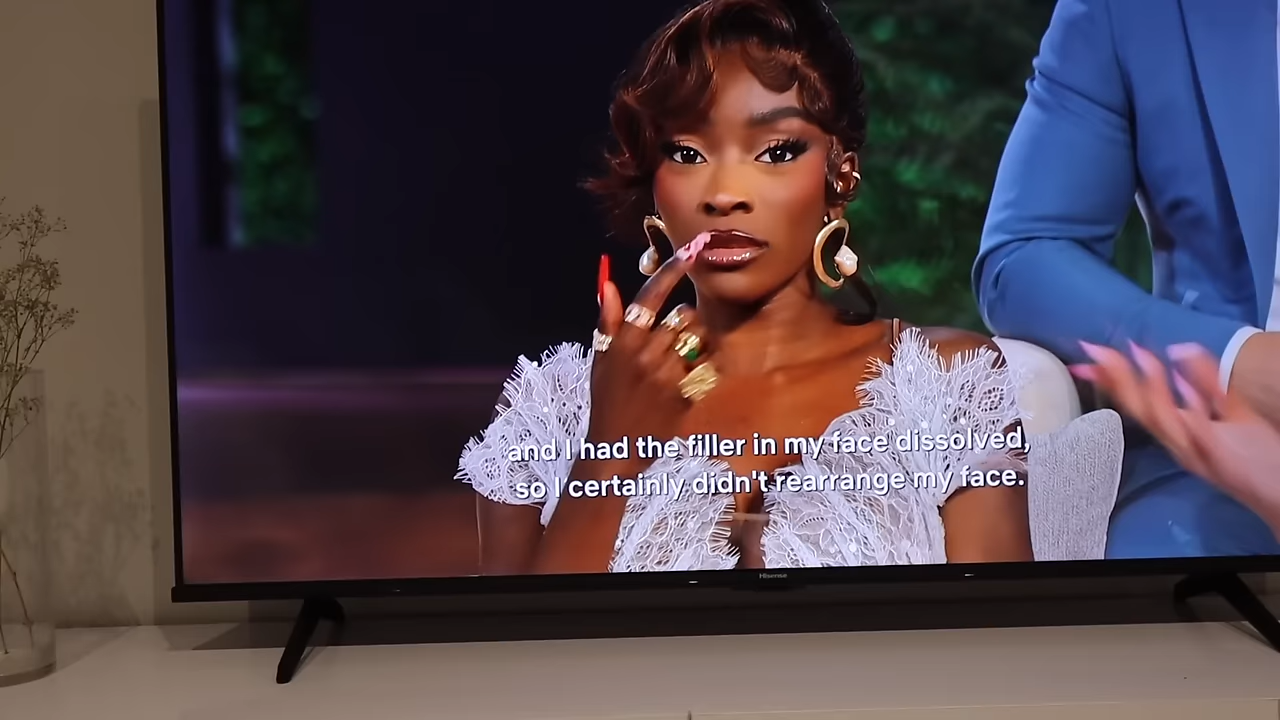 and I had the filler in my face dissolved,
so I certainly didn't rearrange my face.
Hisense